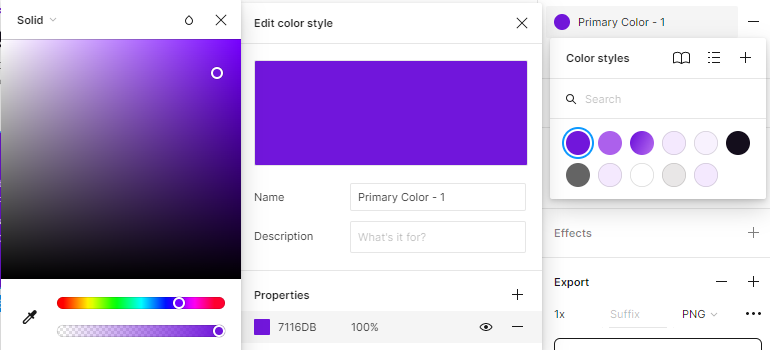 Solid
Edit color style
Name
Primary Color - 1
Description
What's it for?
Properties
7116DB
100%
Primary Color - 1
Color styles
Search
Effects
Export
1x
Suffix
PNG